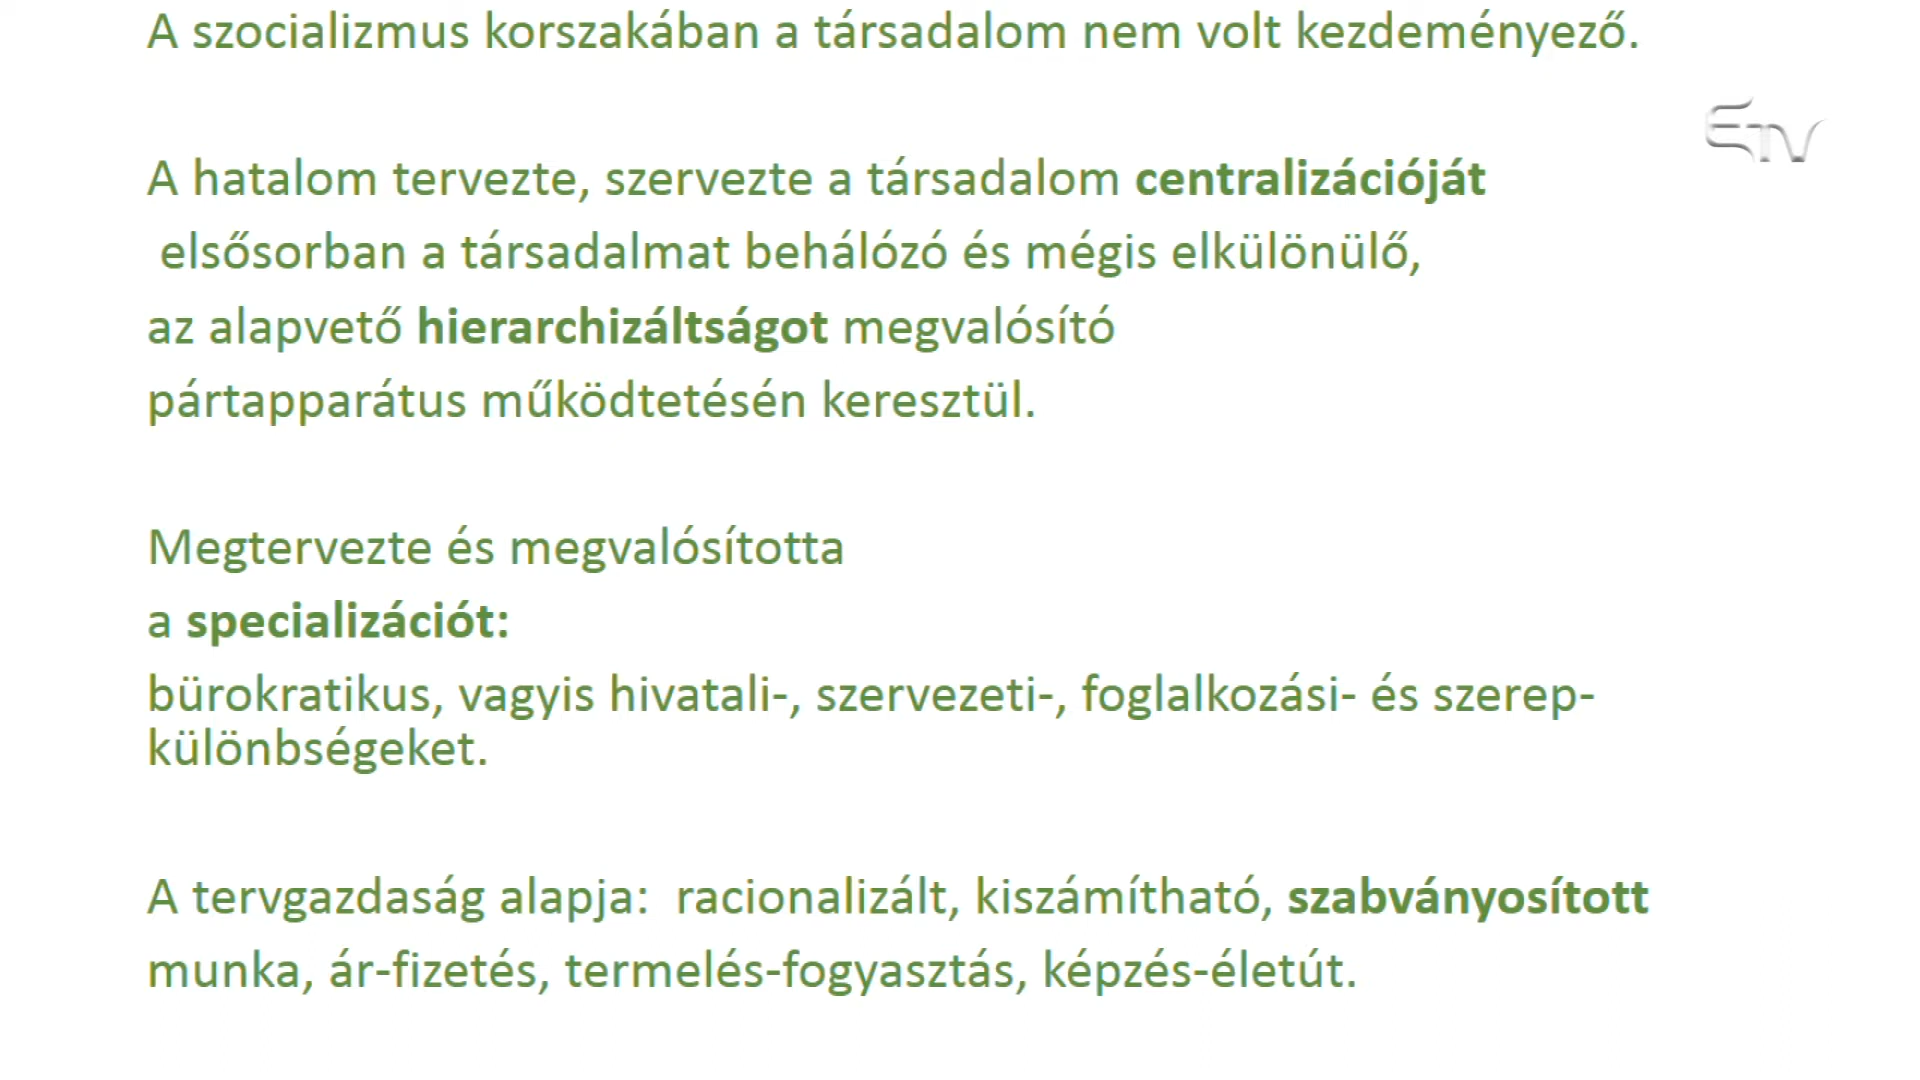 A szocializmus korszakában a társadalom nem volt kezdeményező.
ETV
A hatalom tervezte, szervezte a társadalom centralizációját
elsősorban a társadalmat behálózó és mégis elkülönülő,
az alapvető hierarchizáltságot megvalósító
pártapparátus működtetésén keresztül.
Megtervezte és megvalósította
a specializációt:
bürokratikus, vagyis hivatali-, szervezeti-, foglalkozási- és szerep-
különbségeket.
A tervgazdaság alapja:  racionalizált, kiszámítható, szabványosított
munka, ár-fizetés, termelés-fogyasztás, képzés-életút.